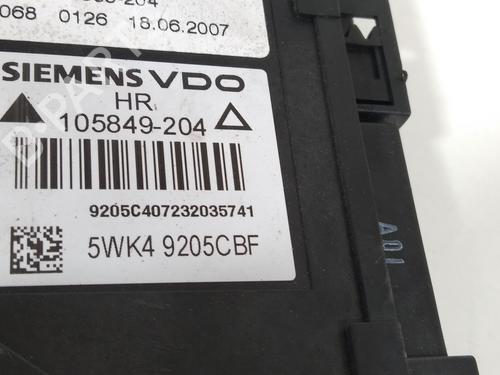 068 0126 18.06.2007
SIEMENS VDO
HR
105849-204
9205C407232035741
5WK4 9205CBF
A01